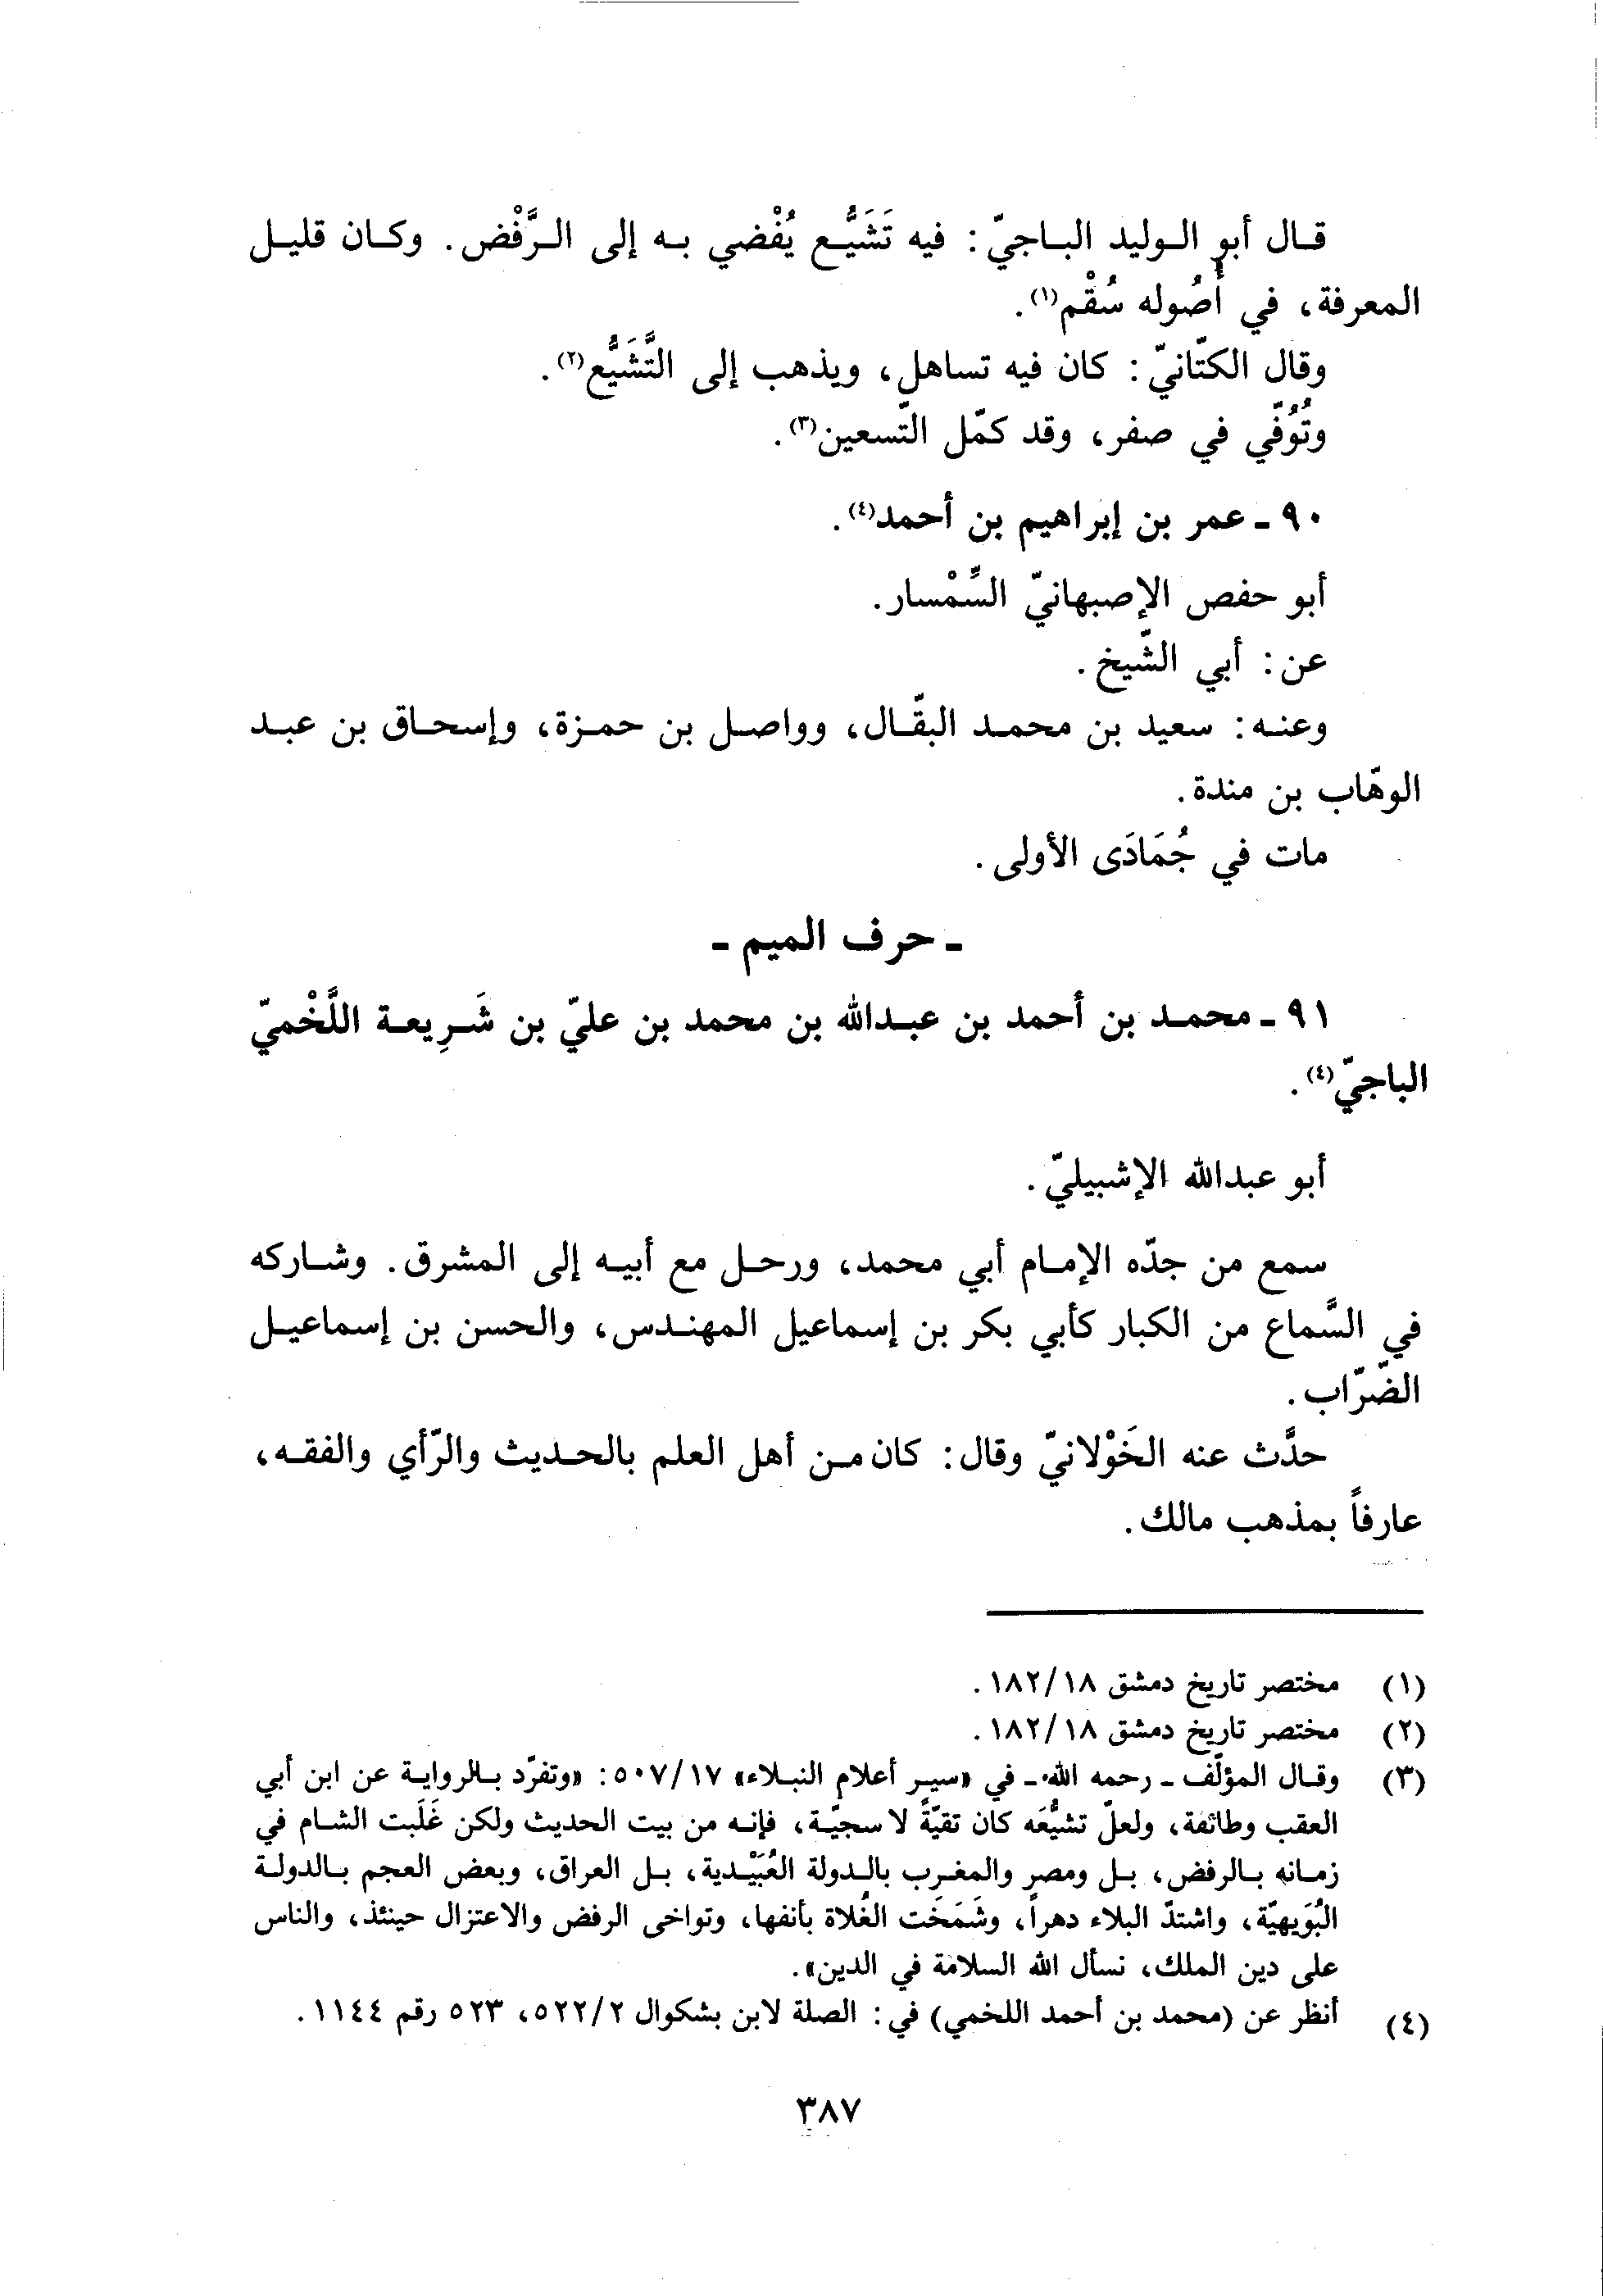 قال أبو الوليد الباجيّ: فيه تَشَيُّع يُفْضي به إلى الرَّفْض. وكان قليل
المعرفة، في أُصُوله سُقْم(١).
وقال الكتّانيّ: كان فيه تساهل، ويذهب إلى التَّشَيُّع(٢).
وتُوُفّي في صفر، وقد كمّل التّسعين(٣).
٩٠ - عمر بن إبراهيم بن أحمد(٤).
أبو حفص الإصبهانيّ السِّمْسار.
عن: أبي الشّيخ.
وعنه: سعيد بن محمد البقّال، وواصل بن حمزة، وإسحاق بن عبد
الوهّاب بن مندة.
مات في جُمَادَى الأولى.
- حرف الميم -
٩١ - محمد بن أحمد بن عبدالله بن محمد بن عليّ بن شَرِيعة اللَّخْميّ
الباجيّ(٤).
أبو عبدالله الإشبيليّ.
سمع من جدّه الإمام أبي محمد، ورحل مع أبيه إلى المشرق. وشاركه
في السَّماع من الكبار كأبي بكر بن إسماعيل المهندس، والحسن بن إسماعيل
الضّرّاب.
حدَّث عنه الخَوْلانيّ وقال: كان من أهل العلم بالحديث والرّأي والفقه،
عارفاً بمذهب مالك.
(١) مختصر تاريخ دمشق ١٨٢/١٨.
(٢) مختصر تاريخ دمشق ١٨٢/١٨.
(٣) وقال المؤلّف - رحمه الله - في «سير أعلام النبلاء» ٥٠٧/١٧: «وتفرّد بالرواية عن ابن أبي
العقب وطائفة، ولعلّ تشيُّعَه كان تقيّةً لا سجيّة، فإنه من بيت الحديث ولكن غَلَبت الشام في
زمانه بالرفض، بل ومصر والمغرب بالدولة العُبَيْدية، بل العراق، وبعض العجم بالدولة
البُوَيهيّة، واشتدّ البلاء دهراً، وشَمَخَت الغُلاة بأنفها، وتواخى الرفض والاعتزال حينئذ، والناس
على دين الملك، نسأل الله السلامة في الدين».
(٤) أنظر عن (محمد بن أحمد اللخمي) في: الصلة لابن بشكوال ٥٢٢/٢، ٥٢٣ رقم ١١٤٤.
٣٨٧